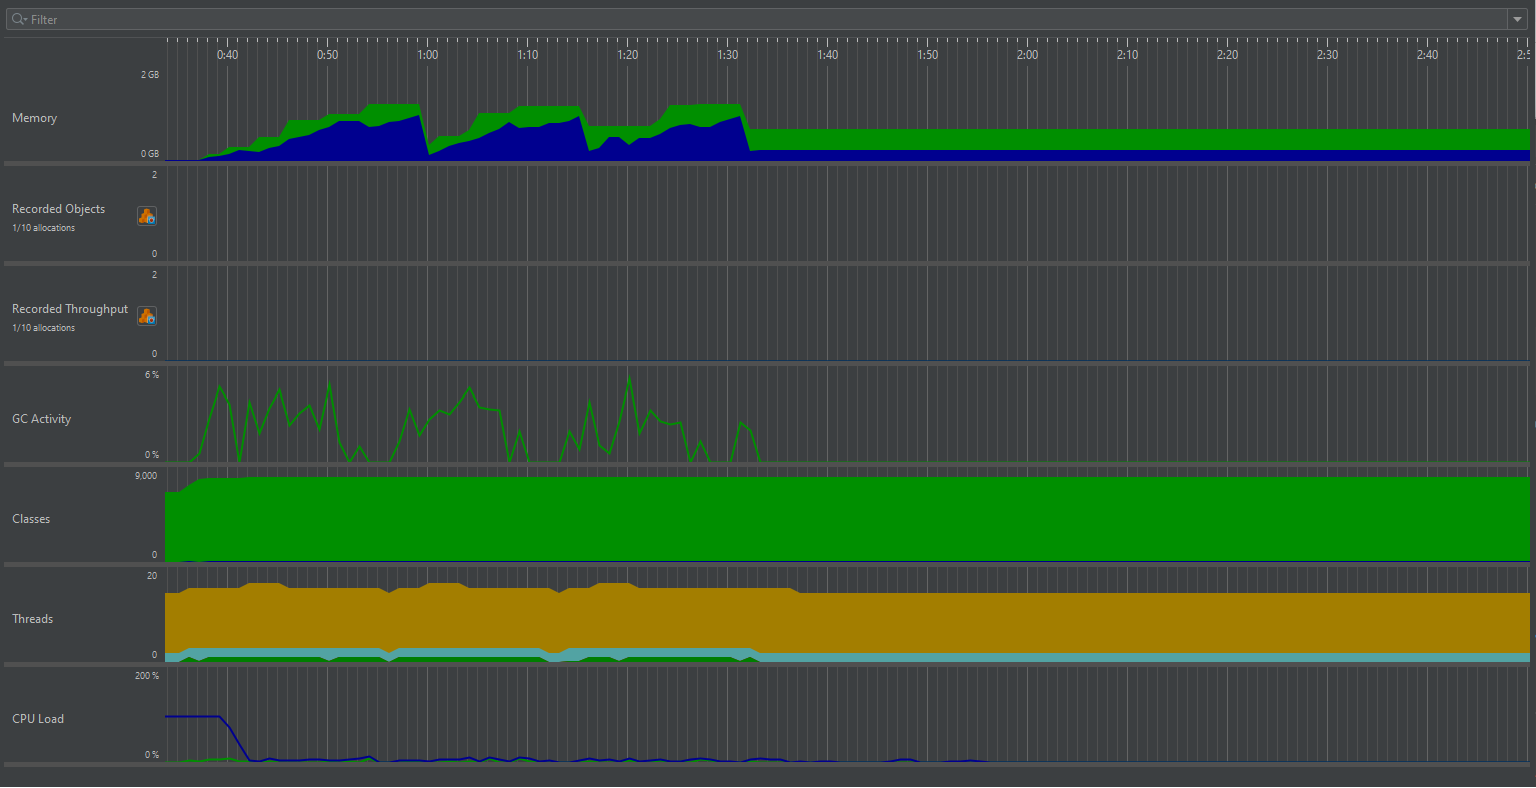 Filter
0:40 0:50 1:00 1:10 1:20 1:30 1:40 1:50 2:00 2:10 2:20 2:30 2:40
2 GB
Memory
0 GB
2
Recorded Objects
1/10 allocations
0
2
Recorded Throughput
1/10 allocations
0
6 %
GC Activity
0 %
9,000
Classes
0
20
Threads
0
200 %
CPU Load
0 %